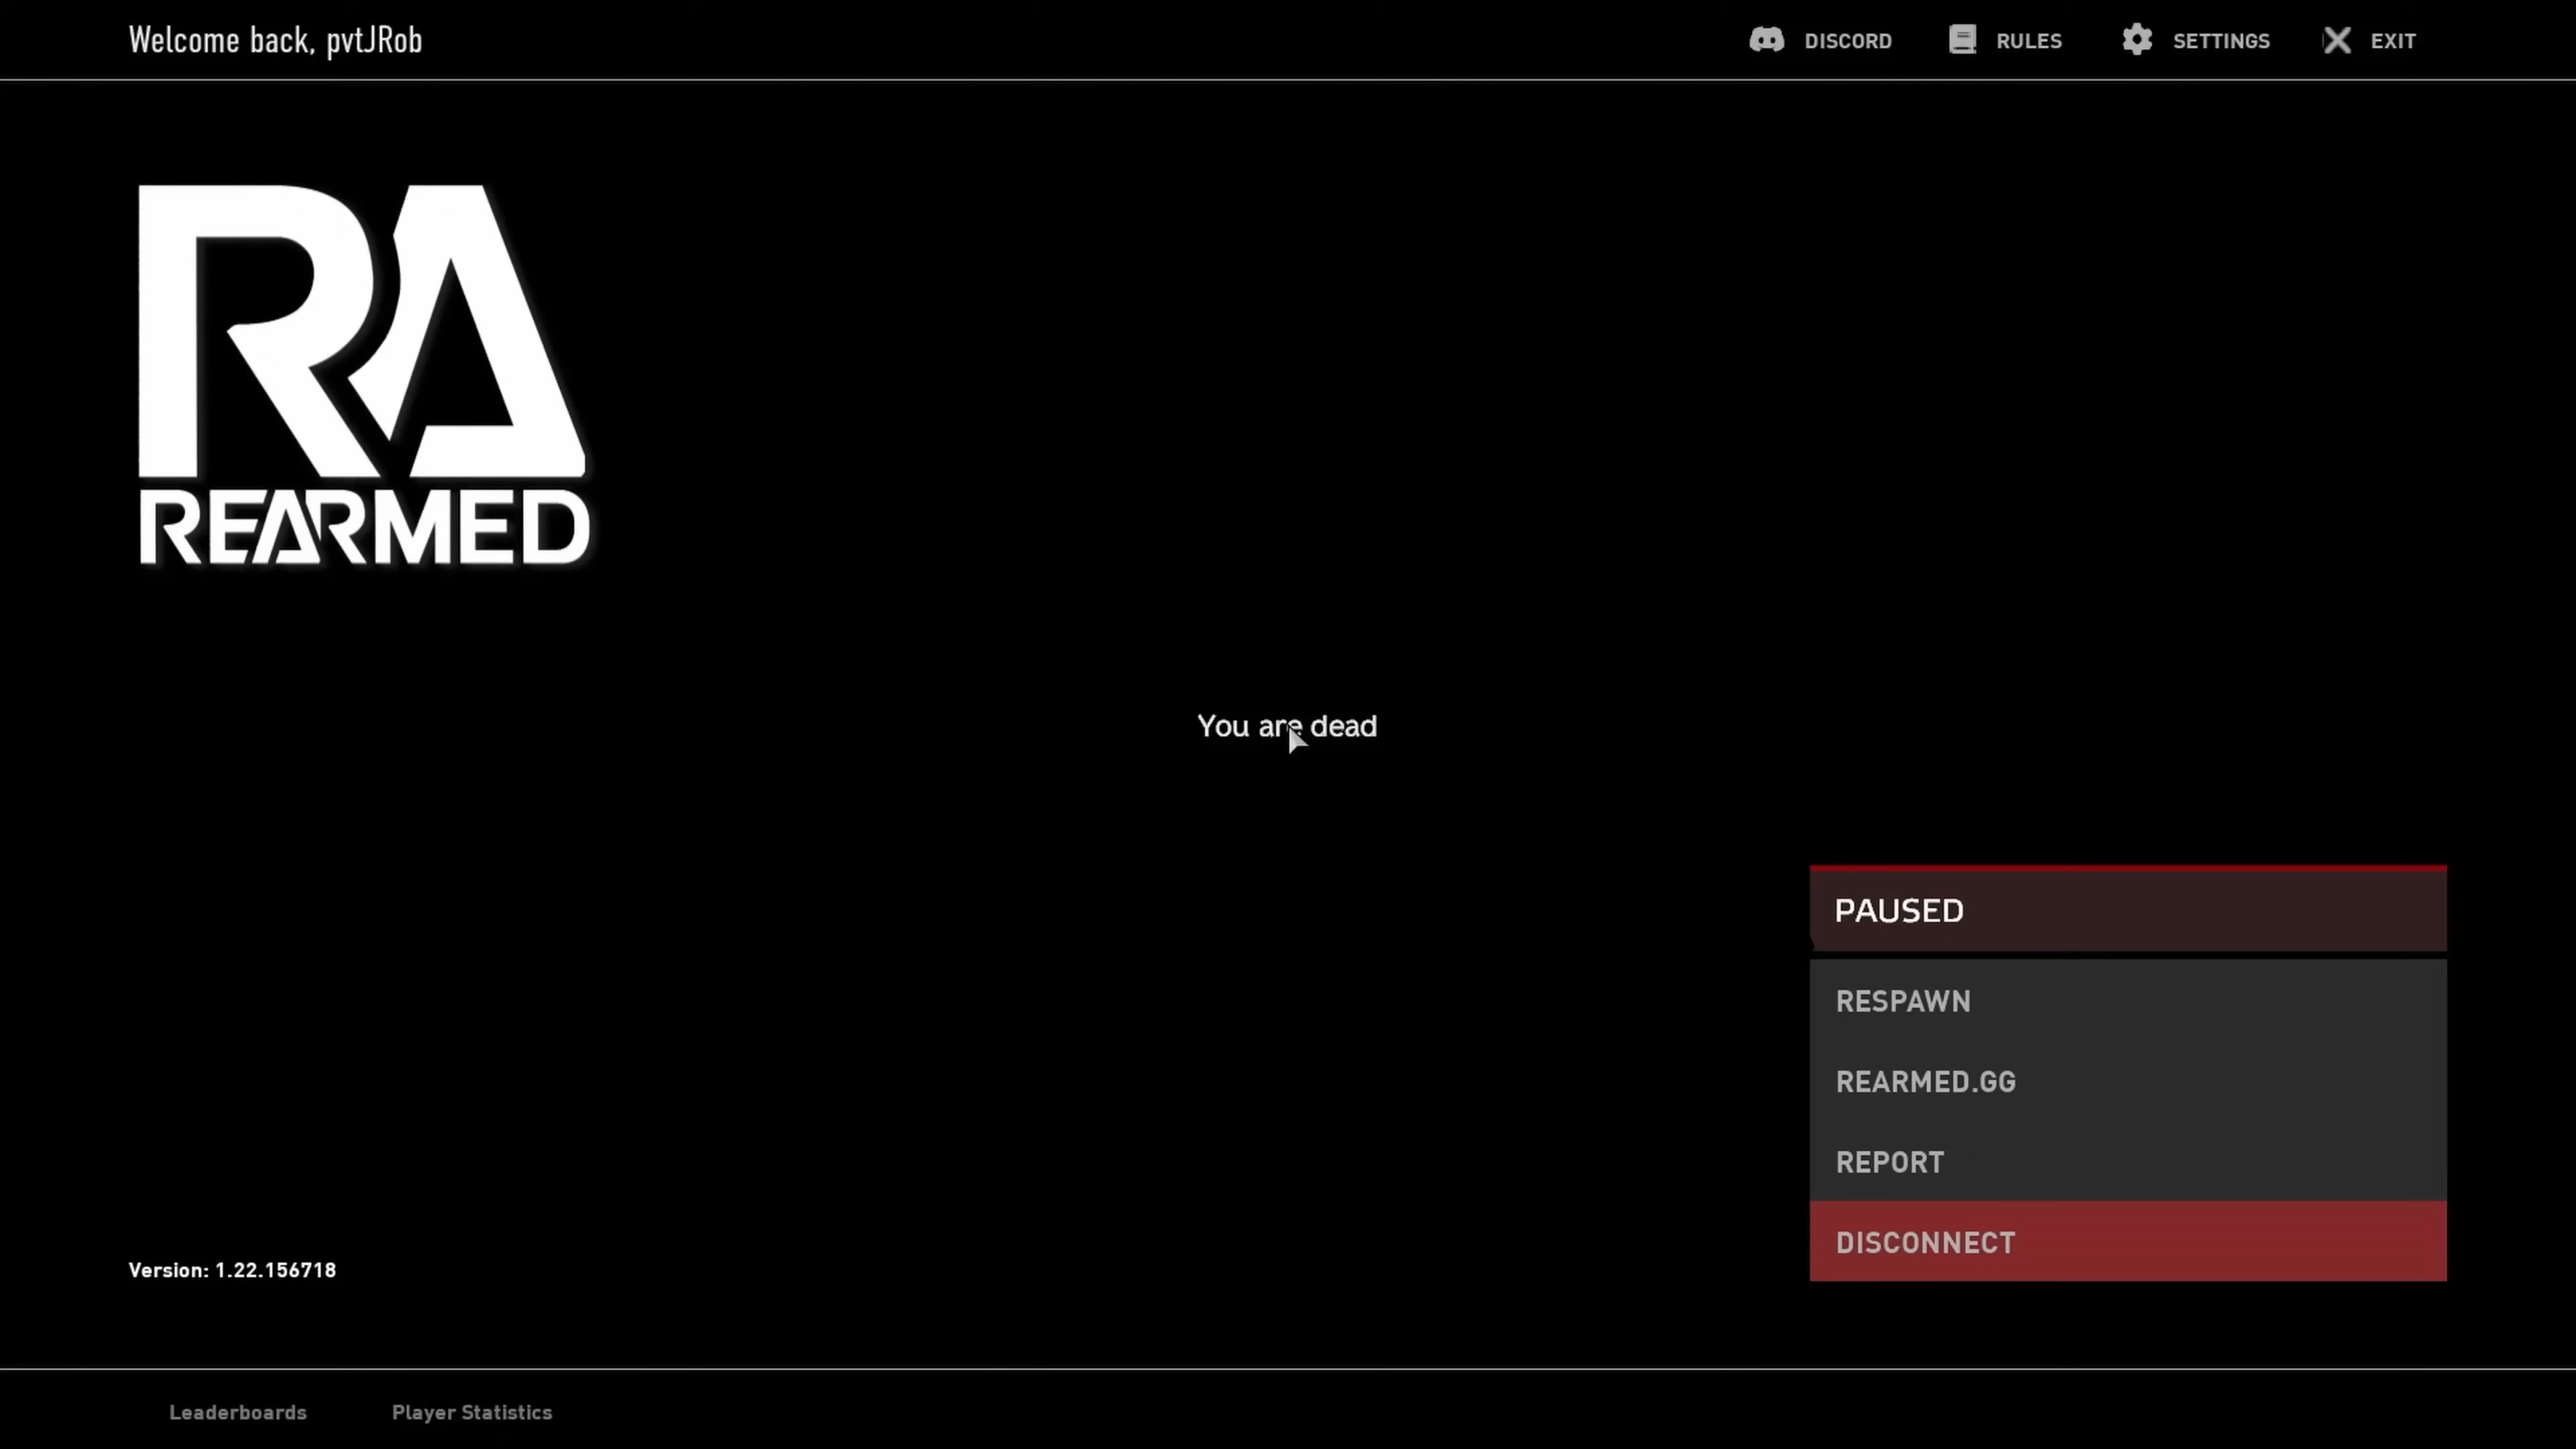 Welcome back, pvtJRob
DISCORD
RULES
SETTINGS
EXIT
RA
REARMED
You are dead
PAUSED
RESPAWN
REARMED.GG
REPORT
DISCONNECT
Version: 1.22.156718
Leaderboards
Player Statistics